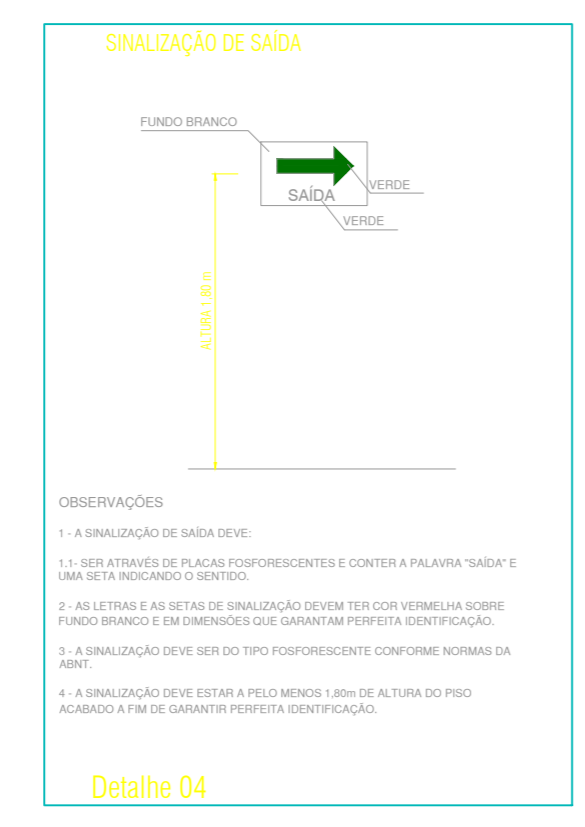 SINALIZAÇÃO DE SAÍDA
FUNDO BRANCO
VERDE
SAÍDA
VERDE
ALTURA 1,80 m
OBSERVAÇÕES
1 - A SINALIZAÇÃO DE SAÍDA DEVE:
1.1- SER ATRAVÉS DE PLACAS FOSFORESCENTES E CONTER A PALAVRA "SAÍDA" E
UMA SETA INDICANDO O SENTIDO.
2 - AS LETRAS E AS SETAS DE SINALIZAÇÃO DEVEM TER COR VERMELHA SOBRE
FUNDO BRANCO E EM DIMENSÕES QUE GARANTAM PERFEITA IDENTIFICAÇÃO.
3 - A SINALIZAÇÃO DEVE SER DO TIPO FOSFORESCENTE CONFORME NORMAS DA
ABNT.
4 - A SINALIZAÇÃO DEVE ESTAR A PELO MENOS 1,80m DE ALTURA DO PISO
ACABADO A FIM DE GARANTIR PERFEITA IDENTIFICAÇÃO.
Detalhe 04